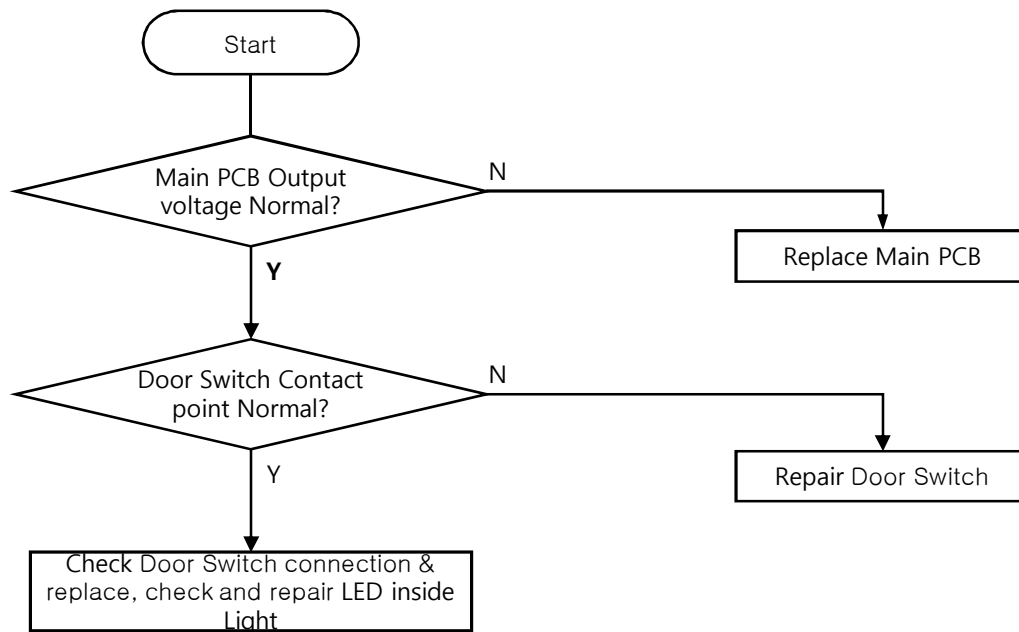 Start
Main PCB Output
voltage Normal?
N
Replace Main PCB
Y
Door Switch Contact
point Normal?
N
Repair Door Switch
Y
Check Door Switch connection &
replace, check and repair LED inside
Light